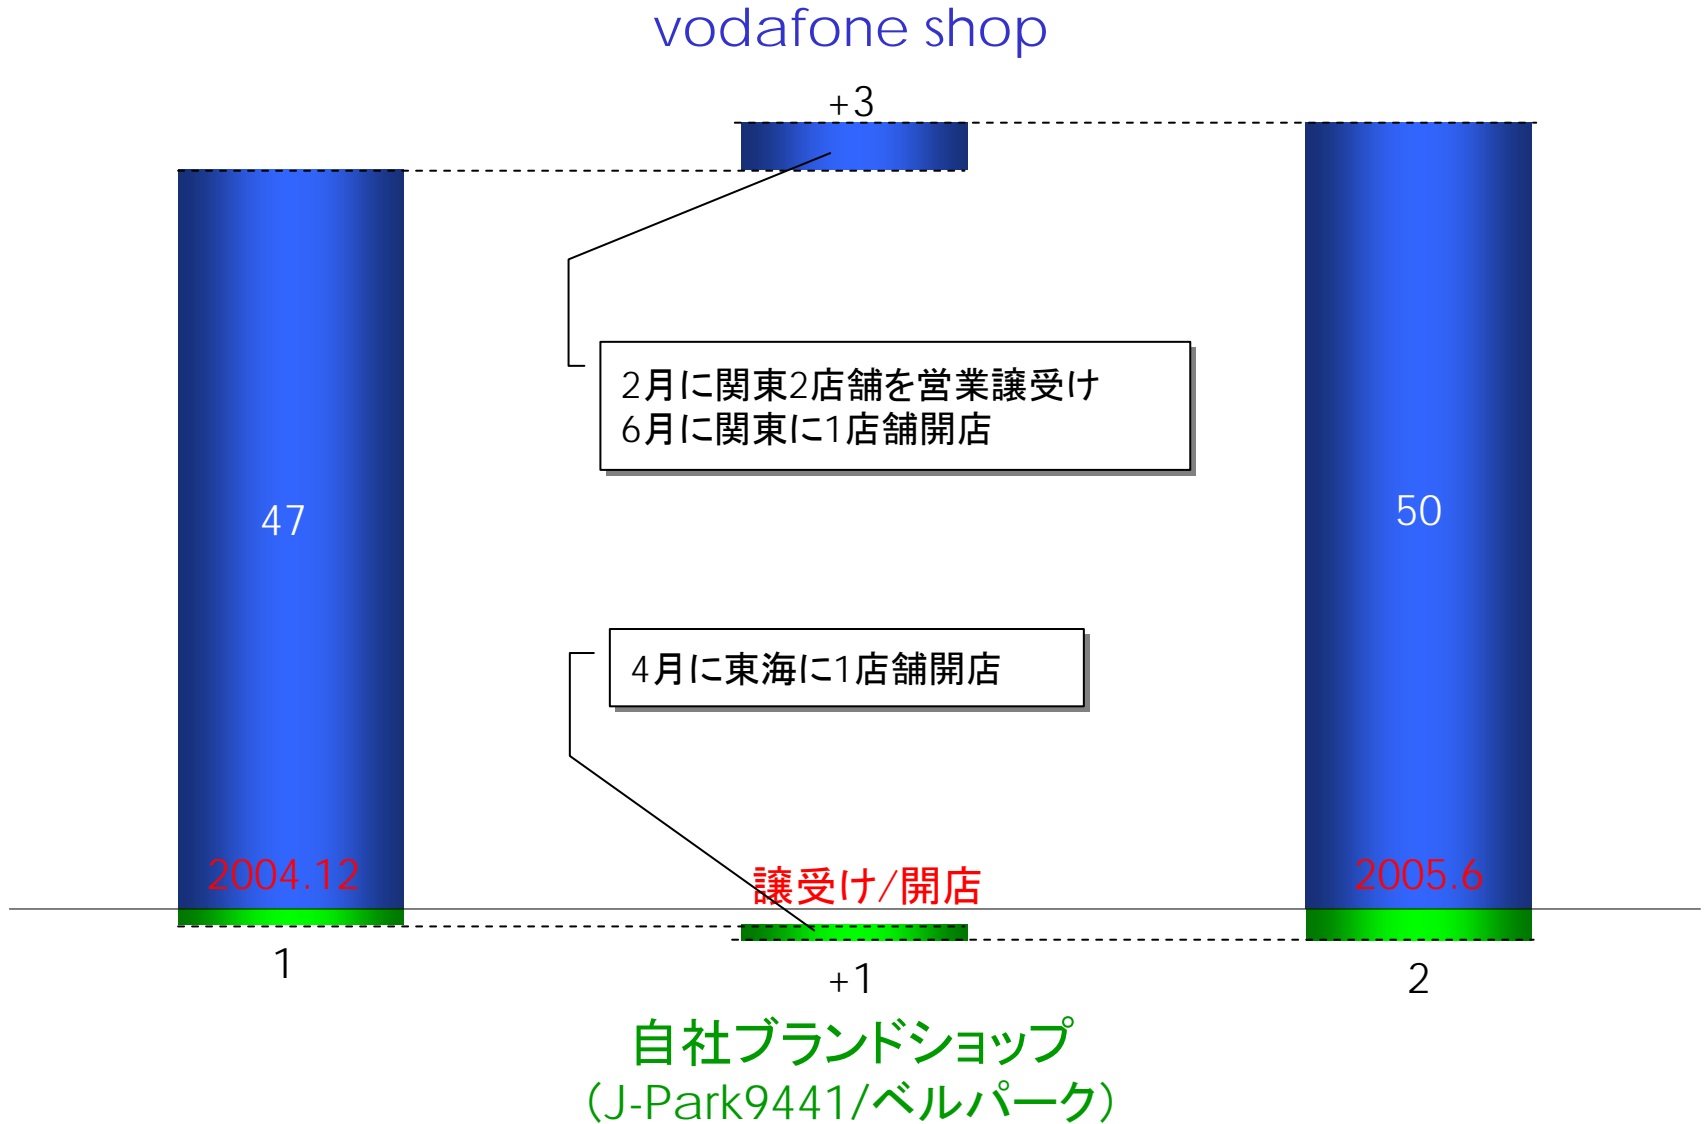 vodafone shop
+3
2月に関東2店舗を営業譲受け
6月に関東に1店舗開店
47
50
4月に東海に1店舗開店
2004.12
譲受け/開店
2005.6
1
+1
2
自社ブランドショップ
(J-Park9441/ベルパーク)